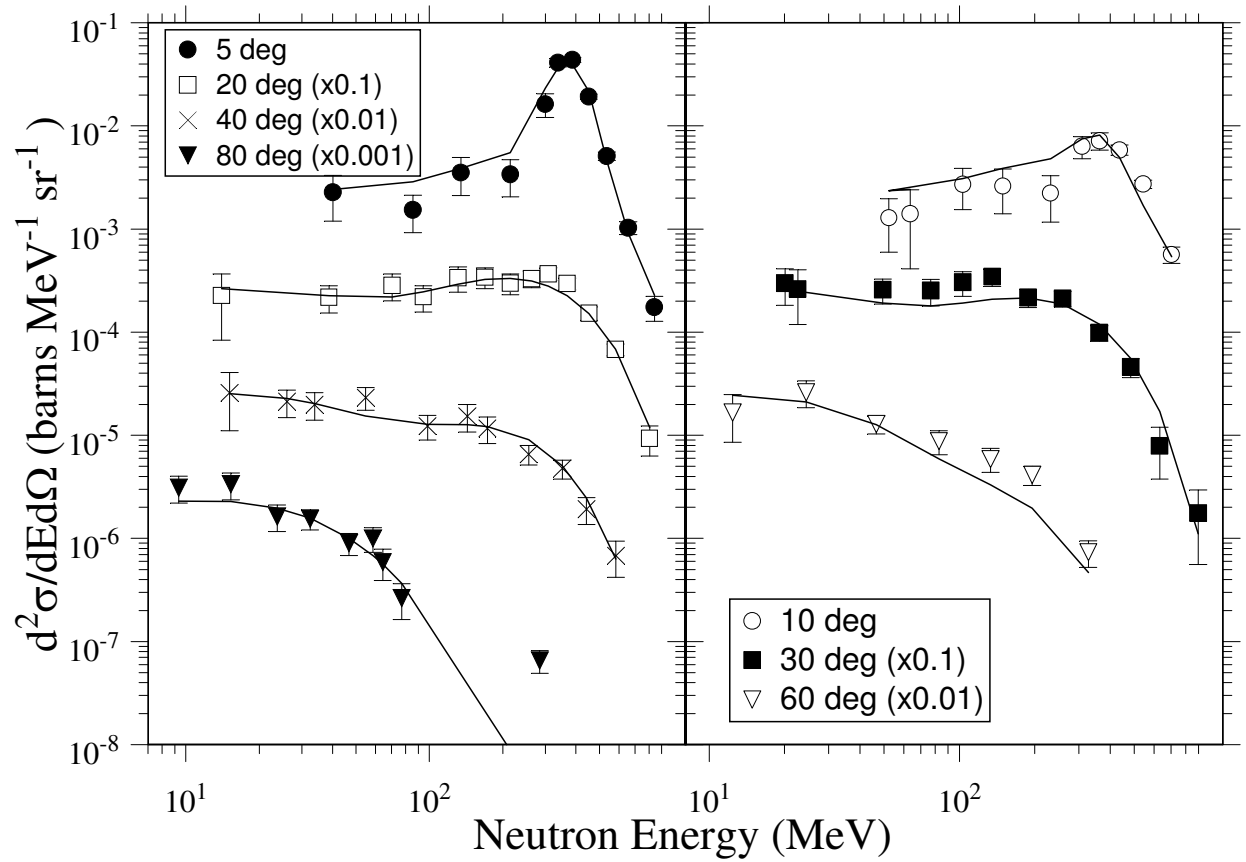 10⁻¹
10⁻²
10⁻³
10⁻⁴
10⁻⁵
10⁻⁶
10⁻⁷
10⁻⁸
d²σ/dEdΩ (barns MeV⁻¹ sr⁻¹ )
5 deg
20 deg (x0.1)
40 deg (x0.01)
80 deg (x0.001)
10 deg
30 deg (x0.1)
60 deg (x0.01)
10¹ 10² 10¹ 10²
Neutron Energy (MeV)